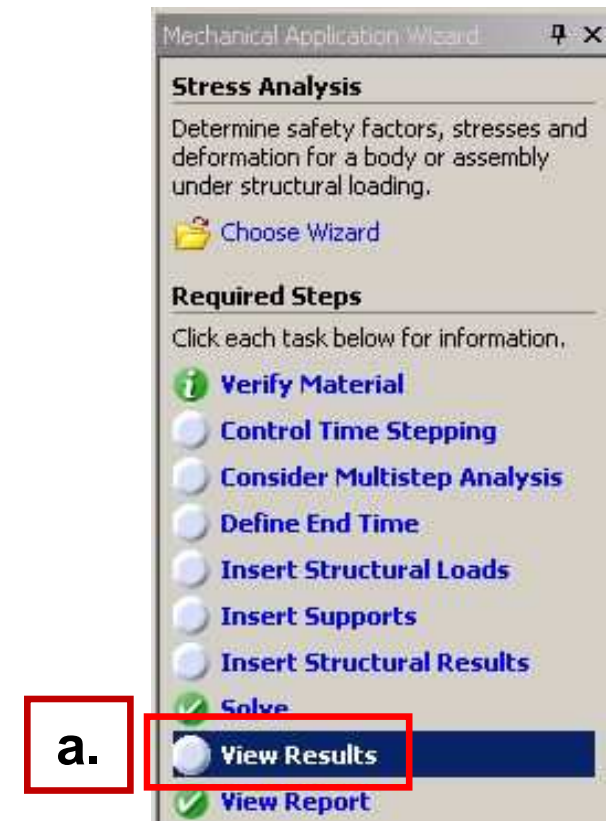 Mechanical Application Wizard
Stress Analysis
Determine safety factors, stresses and
deformation for a body or assembly
under structural loading.
Choose Wizard
Required Steps
Click each task below for information.
Verify Material
Control Time Stepping
Consider Multistep Analysis
Define End Time
Insert Structural Loads
Insert Supports
Insert Structural Results
Solve
a.
View Results
View Report